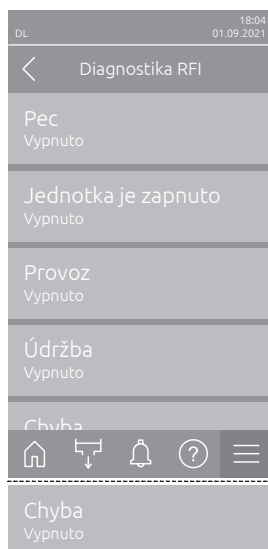 18:04
DL 01.09.2021
Diagnostika RFI
Pec
Vypnuto
Jednotka je zapnuto
Vypnuto
Provoz
Vypnuto
Údržba
Vypnuto
Chyba
?
Chyba
Vypnuto